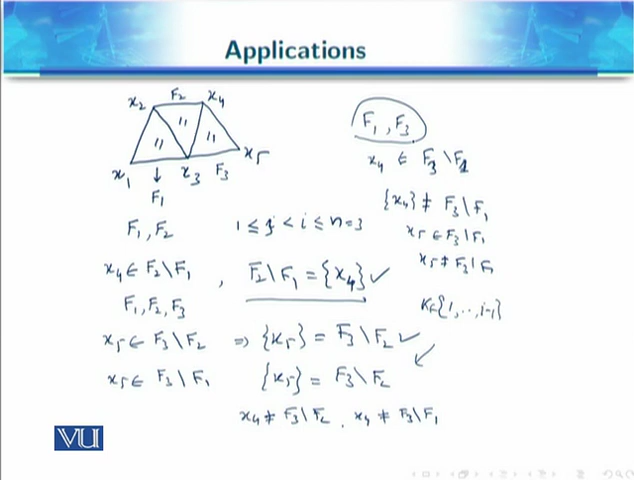 Applications
x₂ F₂ x₄
x₁ ↓ x₃ F₃ x₅
F₁
F₁, F₃
x₄ ∈ F₃ \ F₁
{x₄} ≠ F₃ \ F₁
x₅ ∈ F₃ \ F₁
x₅ ≠ F₃ \ F₁
F₁, F₂
1 ≤ j < i ≤ n = 3
x₄ ∈ F₂ \ F₁ , F₂ \ F₁ = {x₄} ✓
F₁, F₂, F₃
K ∈ {1, .., i-1}
x₅ ∈ F₃ \ F₂ ⇒ {x₅} = F₃ \ F₂ ✓
x₅ ∈ F₃ \ F₁ {x₅} = F₃ \ F₂
x₄ ≠ F₃ \ F₂ . x₄ ≠ F₃ \ F₁
VU